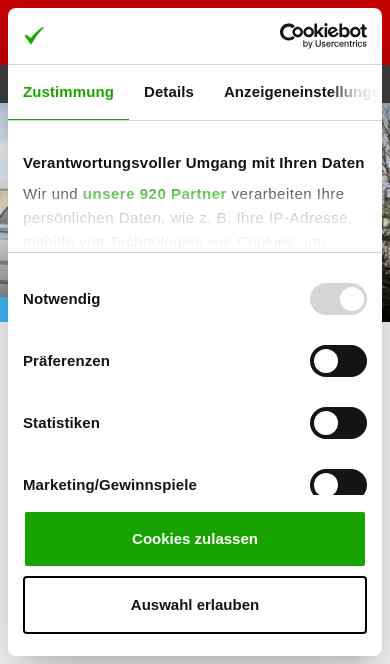 Cookiebot
by Usercentrics
Zustimmung Details Anzeigeneinstellungen
Verantwortungsvoller Umgang mit Ihren Daten
Wir und unsere 920 Partner verarbeiten Ihre
persönlichen Daten, wie z. B. Ihre IP-Adresse,
mithilfe von Technologien wie Cookies, um
Notwendig
Präferenzen
Statistiken
Marketing/Gewinnspiele
Cookies zulassen
Auswahl erlauben